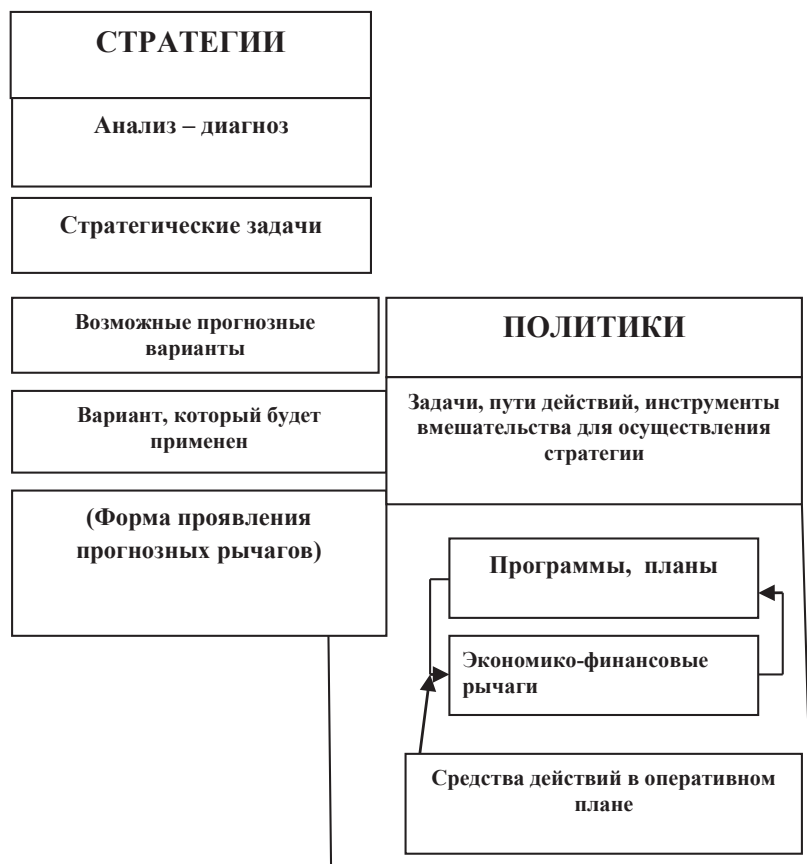 СТРАТЕГИИ
Анализ – диагноз
Стратегические задачи
Возможные прогнозные
варианты
Вариант, который будет
применен
(Форма проявления
прогнозных рычагов)
ПОЛИТИКИ
Задачи, пути действий, инструменты
вмешательства для осуществления
стратегии
Программы, планы
Экономико-финансовые
рычаги
Средства действий в оперативном
плане